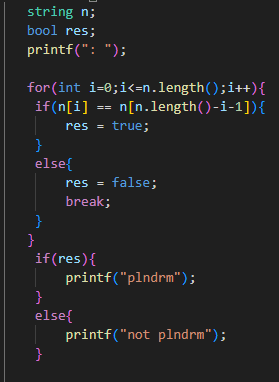 string n;
bool res;
printf(": ");
for(int i=0;i<=n.length();i++){
if(n[i] == n[n.length()-i-1]){
res = true;
}
else{
res = false;
break;
}
}
if(res){
printf("plndrm");
}
else{
printf("not plndrm");
}